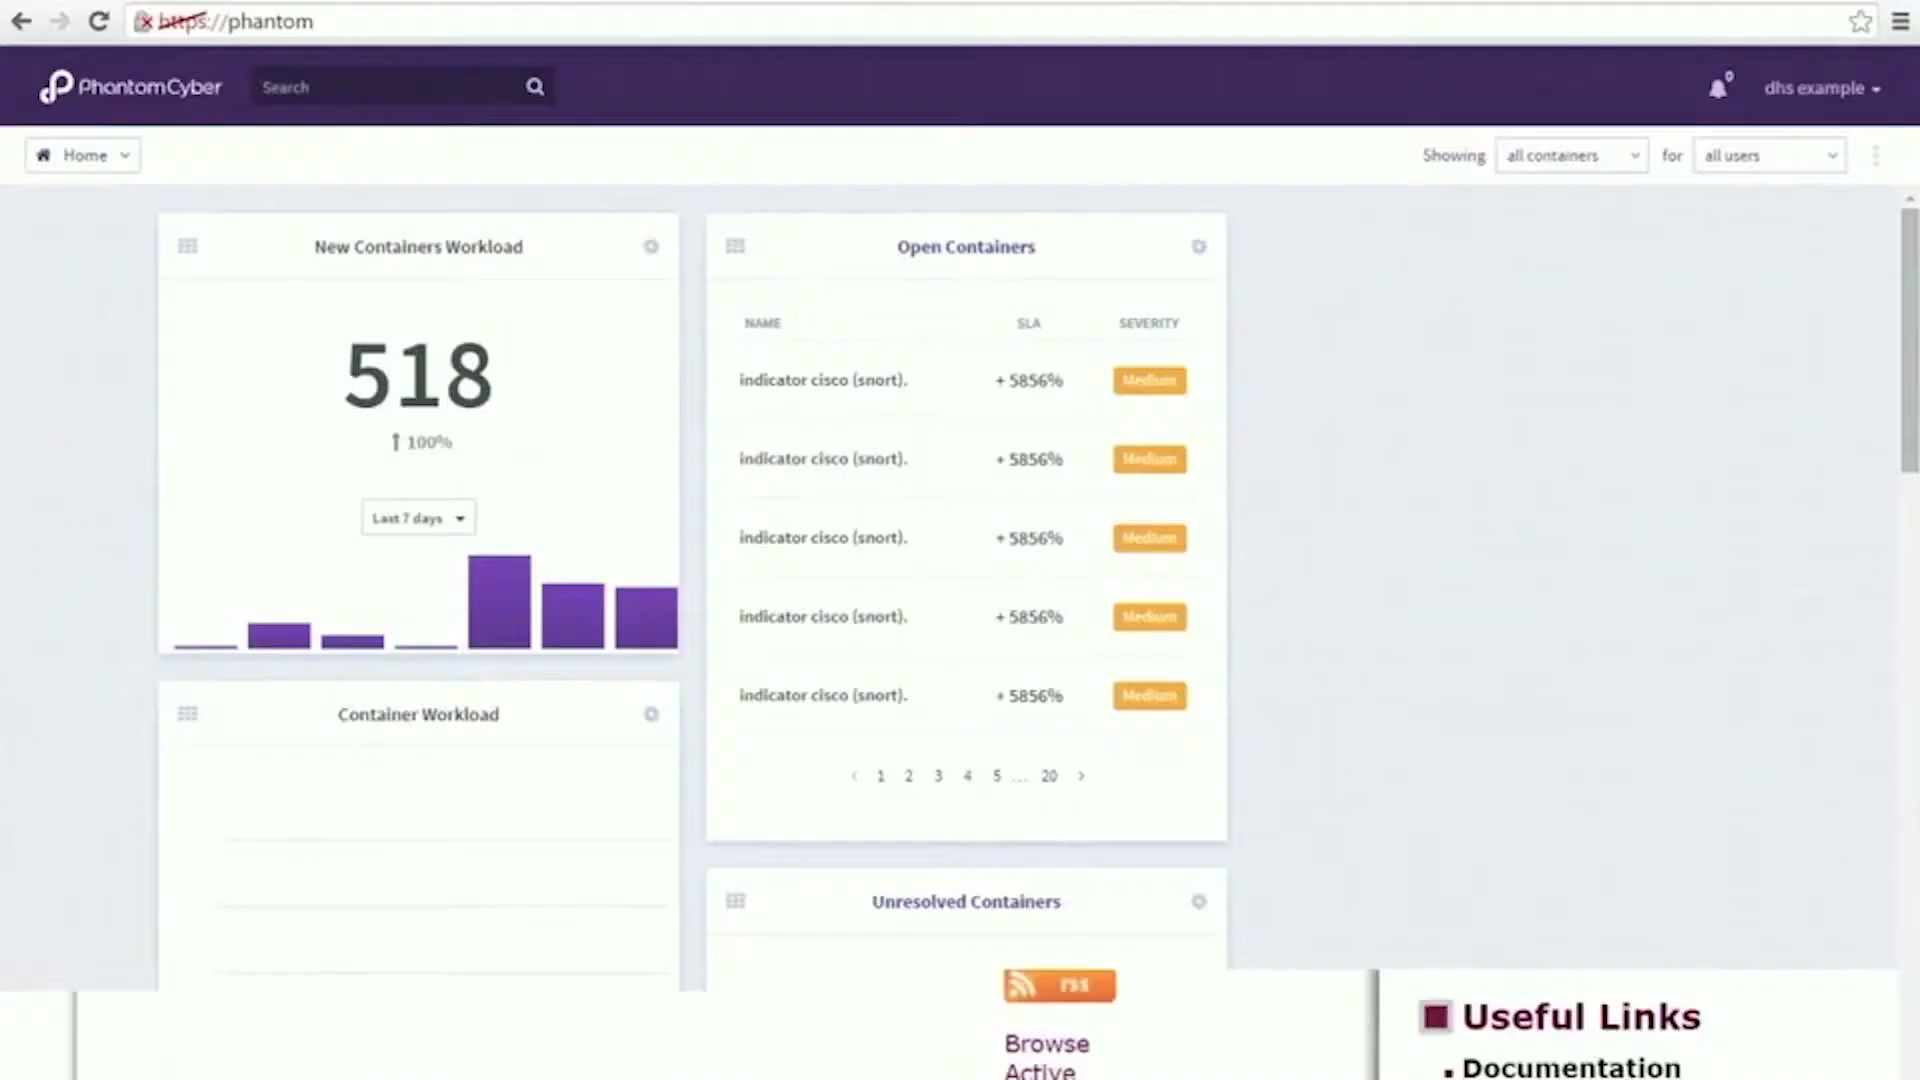 https://phantom
PhantomCyber
Search
0
dhs example
Home
Showing
all containers
for
all users
New Containers Workload
518
↑ 100%
Last 7 days
Container Workload
Open Containers
NAME SLA SEVERITY
indicator cisco (snort). + 5856% Medium
indicator cisco (snort). + 5856% Medium
indicator cisco (snort). + 5856% Medium
indicator cisco (snort). + 5856% Medium
indicator cisco (snort). + 5856% Medium
‹ 1 2 3 4 5 ... 20 ›
Unresolved Containers
rss
Browse
Active
Useful Links
Documentation